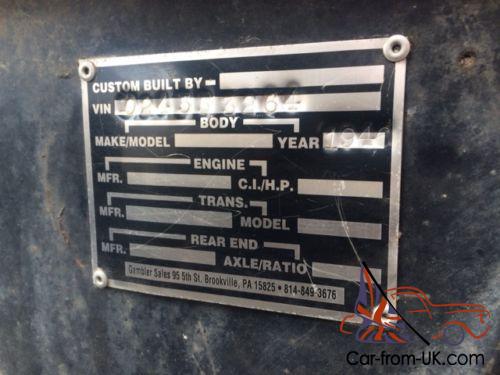 CUSTOM BUILT BY –
VIN
BODY
MAKE/MODEL YEAR
ENGINE
MFR. C.I./H.P.
TRANS.
MFR. MODEL
REAR END
MFR. AXLE/RATIO
Gambler Sales 95 5th St. Brookville, PA 15825 • 814-849-3676
Car-from-UK.com